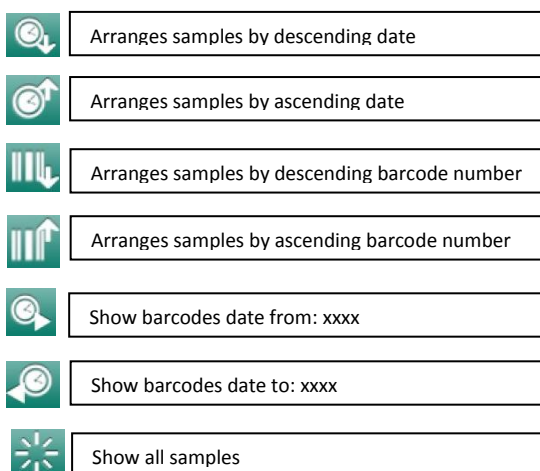 Arranges samples by descending date
Arranges samples by ascending date
Arranges samples by descending barcode number
Arranges samples by ascending barcode number
Show barcodes date from: xxxx
Show barcodes date to: xxxx
Show all samples